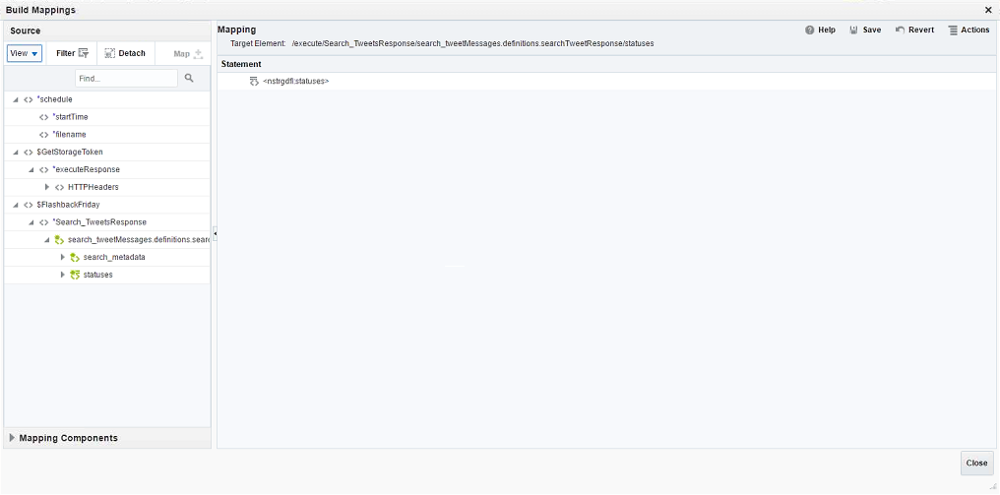 Build Mappings
Source
View
Filter
Detach
Map
Find...
*schedule
*startTime
*filename
$GetStorageToken
*executeResponse
HTTPHeaders
$FlashbackFriday
*Search_TweetsResponse
search_tweetMessages.definitions.searc
search_metadata
statuses
Mapping Components
Mapping
Help Save Revert Actions
Target Element: /execute/Search_TweetsResponse/search_tweetMessages.definitions.searchTweetResponse/statuses
Statement
<nstrgdfl:statuses>
Close